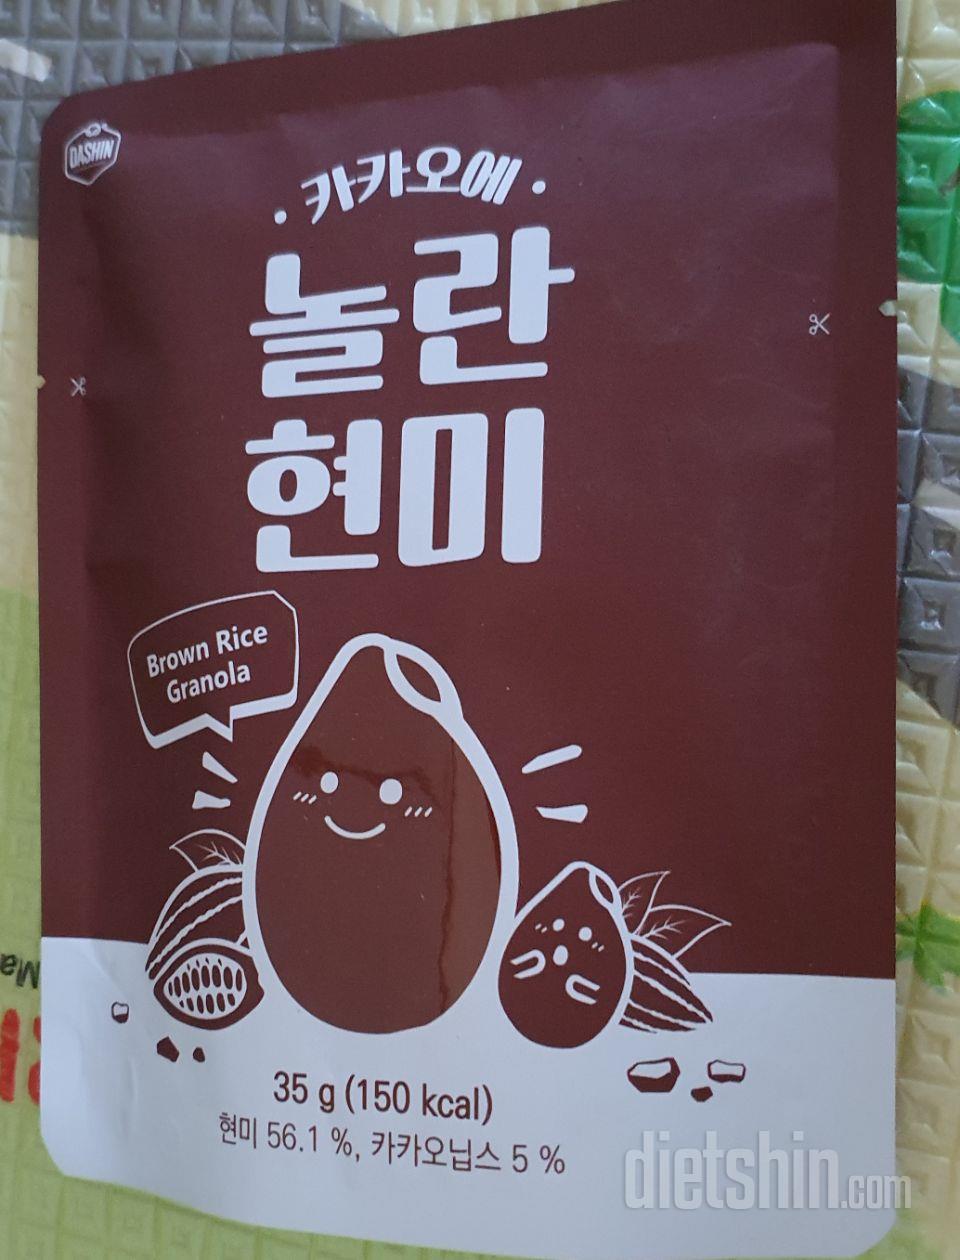 DASHIN
· 카카오에 ·
놀란
현미
Brown Rice
Granola
35 g (150 kcal)
현미 56.1 %, 카카오닙스 5 %
dietshin.com